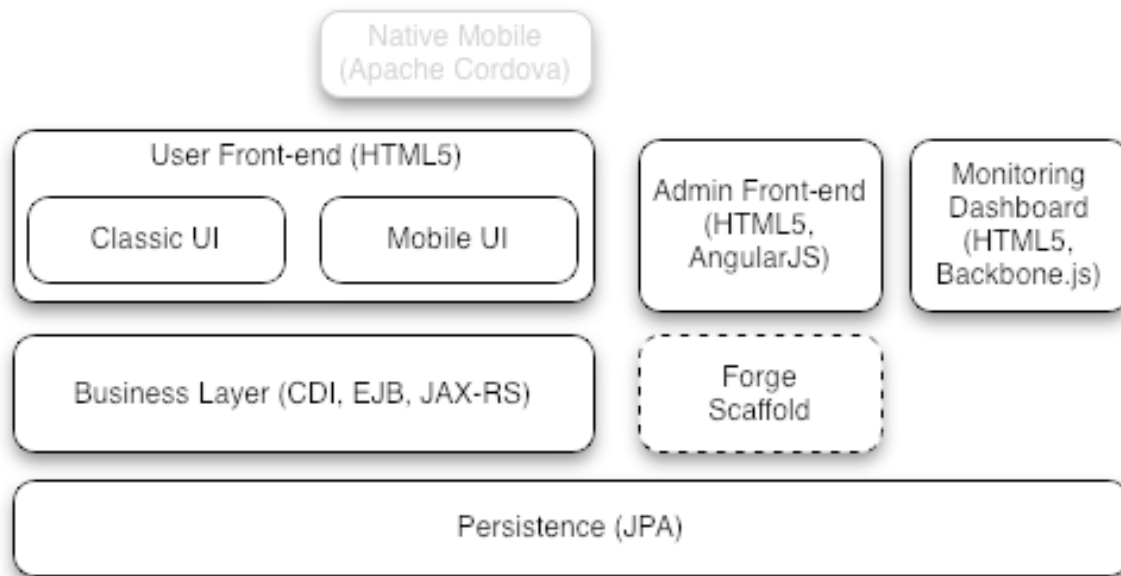 Native Mobile
(Apache Cordova)
User Front-end (HTML5)
Classic UI
Mobile UI
Admin Front-end
(HTML5,
AngularJS)
Monitoring
Dashboard
(HTML5,
Backbone.js)
Business Layer (CDI, EJB, JAX-RS)
Forge
Scaffold
Persistence (JPA)